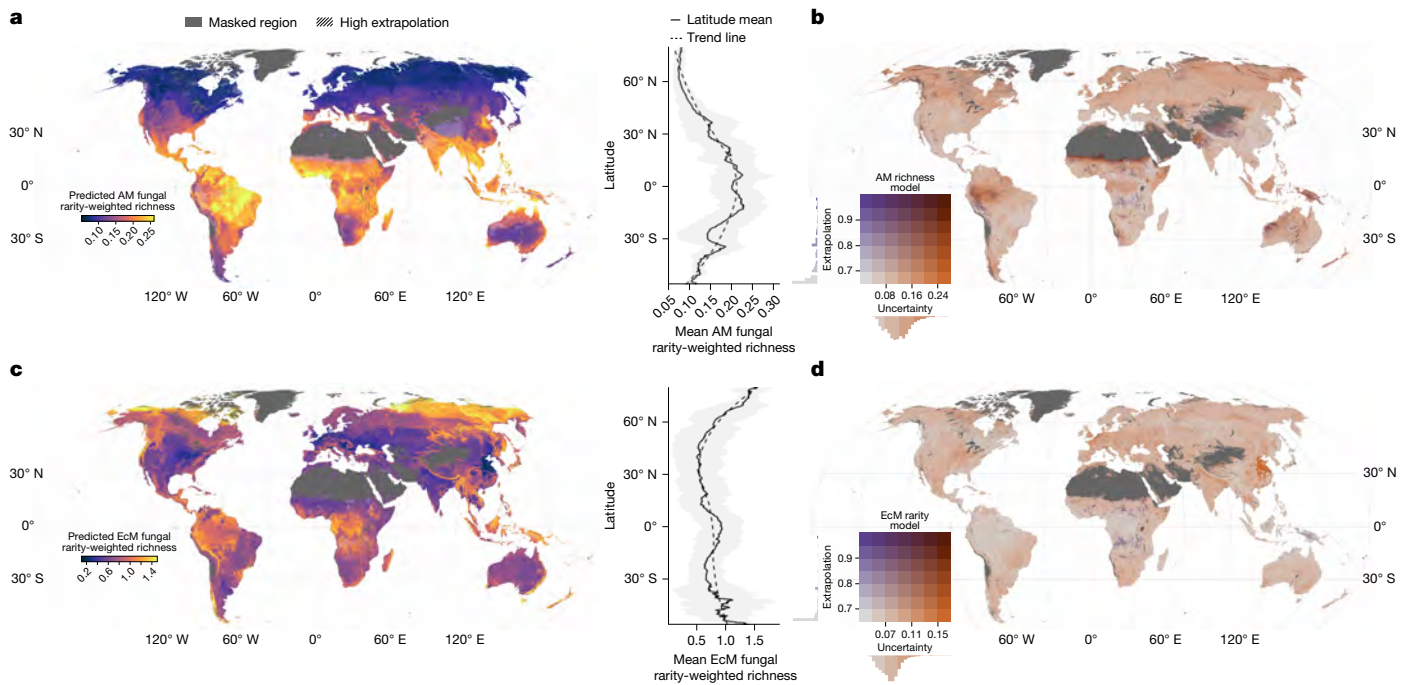 a
Masked region
High extrapolation
Latitude mean
Trend line
b
30° N
0°
30° S
Predicted AM fungal
rarity-weighted richness
0.10
0.15
0.20
0.25
120° W
60° W
0°
60° E
120° E
Latitude
60° N
30° N
0°
30° S
0.05
0.10
0.15
0.20
0.25
0.30
Mean AM fungal
rarity-weighted richness
AM richness
model
Extrapolation
0.9
0.8
0.7
0.08
0.16
0.24
Uncertainty
60° W
0°
60° E
120° E
30° N
0°
30° S
c
30° N
0°
30° S
Predicted EcM fungal
rarity-weighted richness
0.2
0.6
1.0
1.4
120° W
60° W
0°
60° E
120° E
Latitude
60° N
30° N
0°
30° S
0.5
1.0
1.5
Mean EcM fungal
rarity-weighted richness
d
EcM rarity
model
Extrapolation
0.9
0.8
0.7
0.07
0.11
0.15
Uncertainty
60° W
0°
60° E
120° E
30° N
0°
30° S